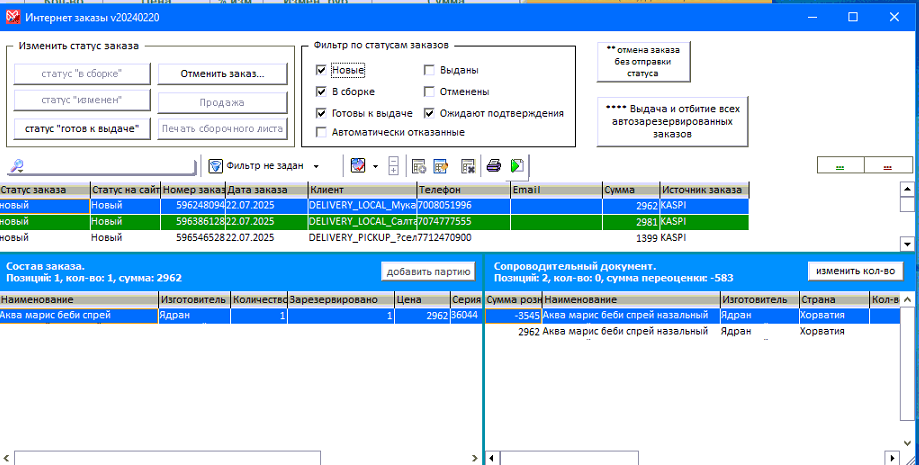 Интернет заказы v20240220
Изменить статус заказа
статус "в сборке"
Отменить заказ...
статус "изменен"
Продажа
статус "готов к выдаче"
Печать сборочного листа
Фильтр по статусам заказов
Новые
Выданы
В сборке
Отменены
Готовы к выдаче
Ожидают подтверждения
Автоматически отказанные
** отмена заказа
без отправки
статуса
**** Выдача и отбитие всех
автозарезервированных
заказов
Фильтр не задан
...
...
Статус заказа Статус на сайт Номер заказ Дата заказа Клиент Телефон Email Сумма Источник заказа
новый Новый 596248094 22.07.2025 DELIVERY_LOCAL_Мука 7008051996 2962 KASPI
новый Новый 596386128 22.07.2025 DELIVERY_LOCAL_Салта 7074777555 2981 KASPI
новый Новый 59654652822.07.2025 DELIVERY_PICKUP_?сел 7712470900 1399 KASPI
Состав заказа.
Позиций: 1, кол-во: 1, сумма: 2962
добавить партию
Наименование Изготовитель Количество Зарезервировано Цена Серия
Аква марис беби спрей Ядран 1 1 2962 36044
Сопроводительный документ.
Позиций: 2, кол-во: 0, сумма переоценки: -583
изменить кол-во
Сумма розн Наименование Изготовитель Страна Кол-в
-3545 Аква марис беби спрей назальный Ядран Хорватия
2962 Аква марис беби спрей назальный Ядран Хорватия